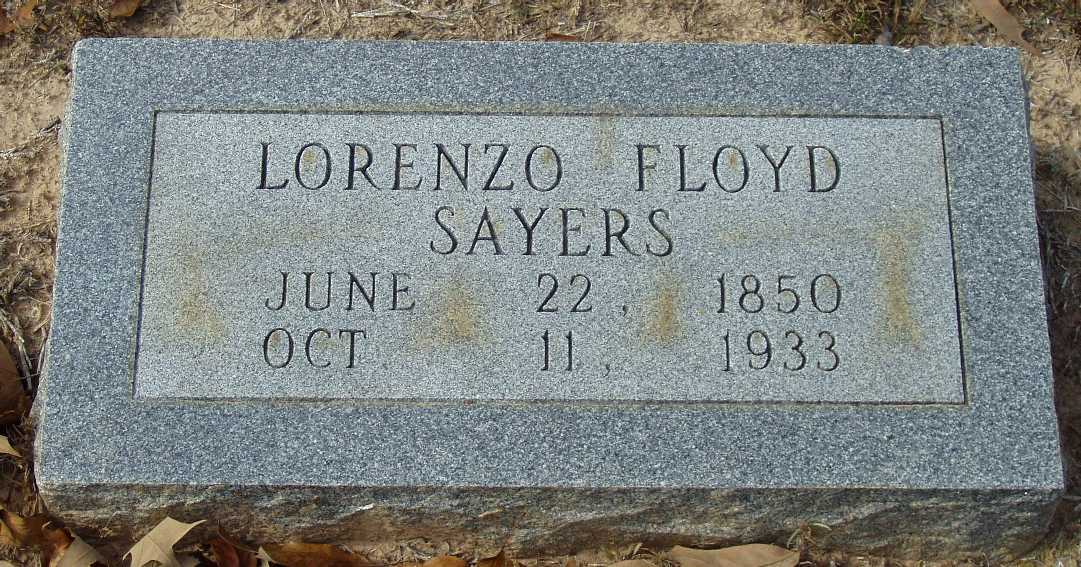 LORENZO FLOYD
SAYERS
JUNE 22, 1850
OCT. 11, 1933